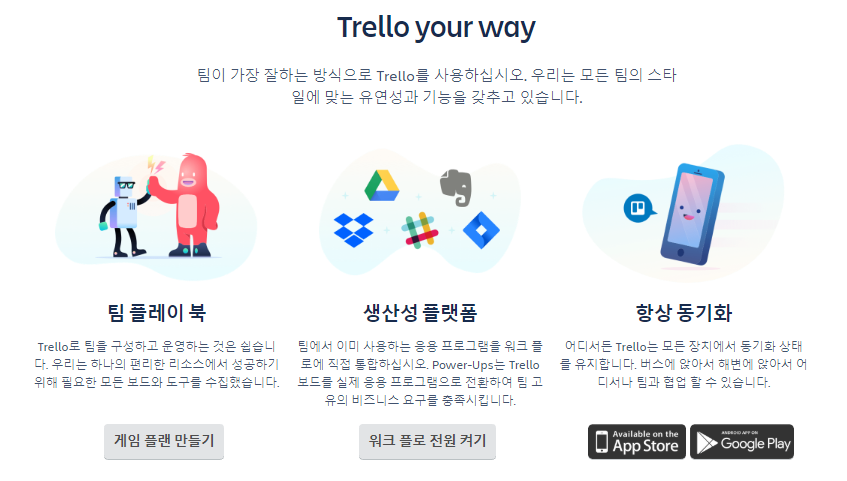 Trello your way
팀이 가장 잘하는 방식으로 Trello를 사용하십시오. 우리는 모든 팀의 스타
일에 맞는 유연성과 기능을 갖추고 있습니다.
팀 플레이 북
Trello로 팀을 구성하고 운영하는 것은 쉽습니
다. 우리는 하나의 편리한 리소스에서 성공하기
위해 필요한 모든 보드와 도구를 수집했습니다.
게임 플랜 만들기
생산성 플랫폼
팀에서 이미 사용하는 응용 프로그램을 워크 플
로에 직접 통합하십시오. Power-Ups는 Trello
보드를 실제 응용 프로그램으로 전환하여 팀 고
유의 비즈니스 요구를 충족시킵니다.
워크 플로 전원 켜기
항상 동기화
어디서든 Trello는 모든 장치에서 동기화 상태
를 유지합니다. 버스에 앉아서 해변에 앉아서 어
디서나 팀과 협업 할 수 있습니다.
Available on the
App Store
ANDROID APP ON
Google Play